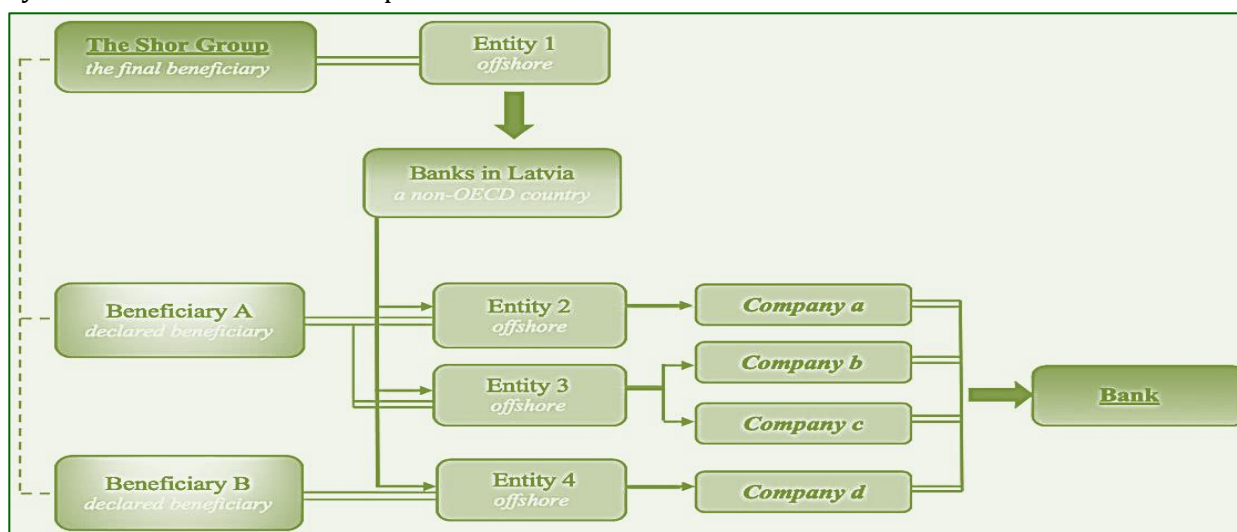 The Shor Group
the final beneficiary
Entity 1
offshore
Banks in Latvia
a non-OECD country
Beneficiary A
declared beneficiary
Entity 2
offshore
Company a
Entity 3
offshore
Company b
Company c
Bank
Beneficiary B
declared beneficiary
Entity 4
offshore
Company d